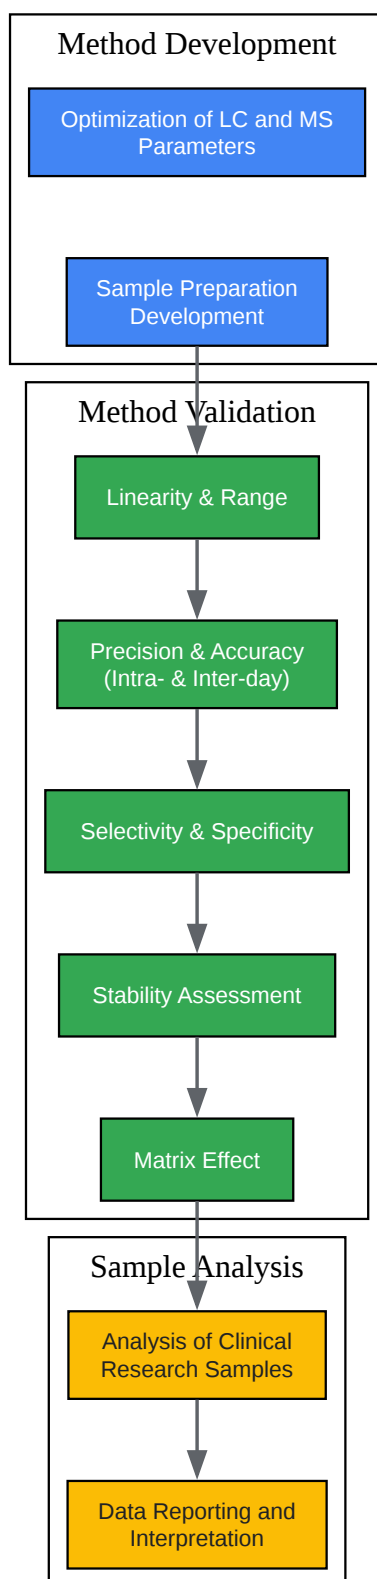 Method Development
Optimization of LC and MS
Parameters
Sample Preparation
Development
Method Validation
Linearity & Range
Precision & Accuracy
(Intra- & Inter-day)
Selectivity & Specificity
Stability Assessment
Matrix Effect
Sample Analysis
Analysis of Clinical
Research Samples
Data Reporting and
Interpretation